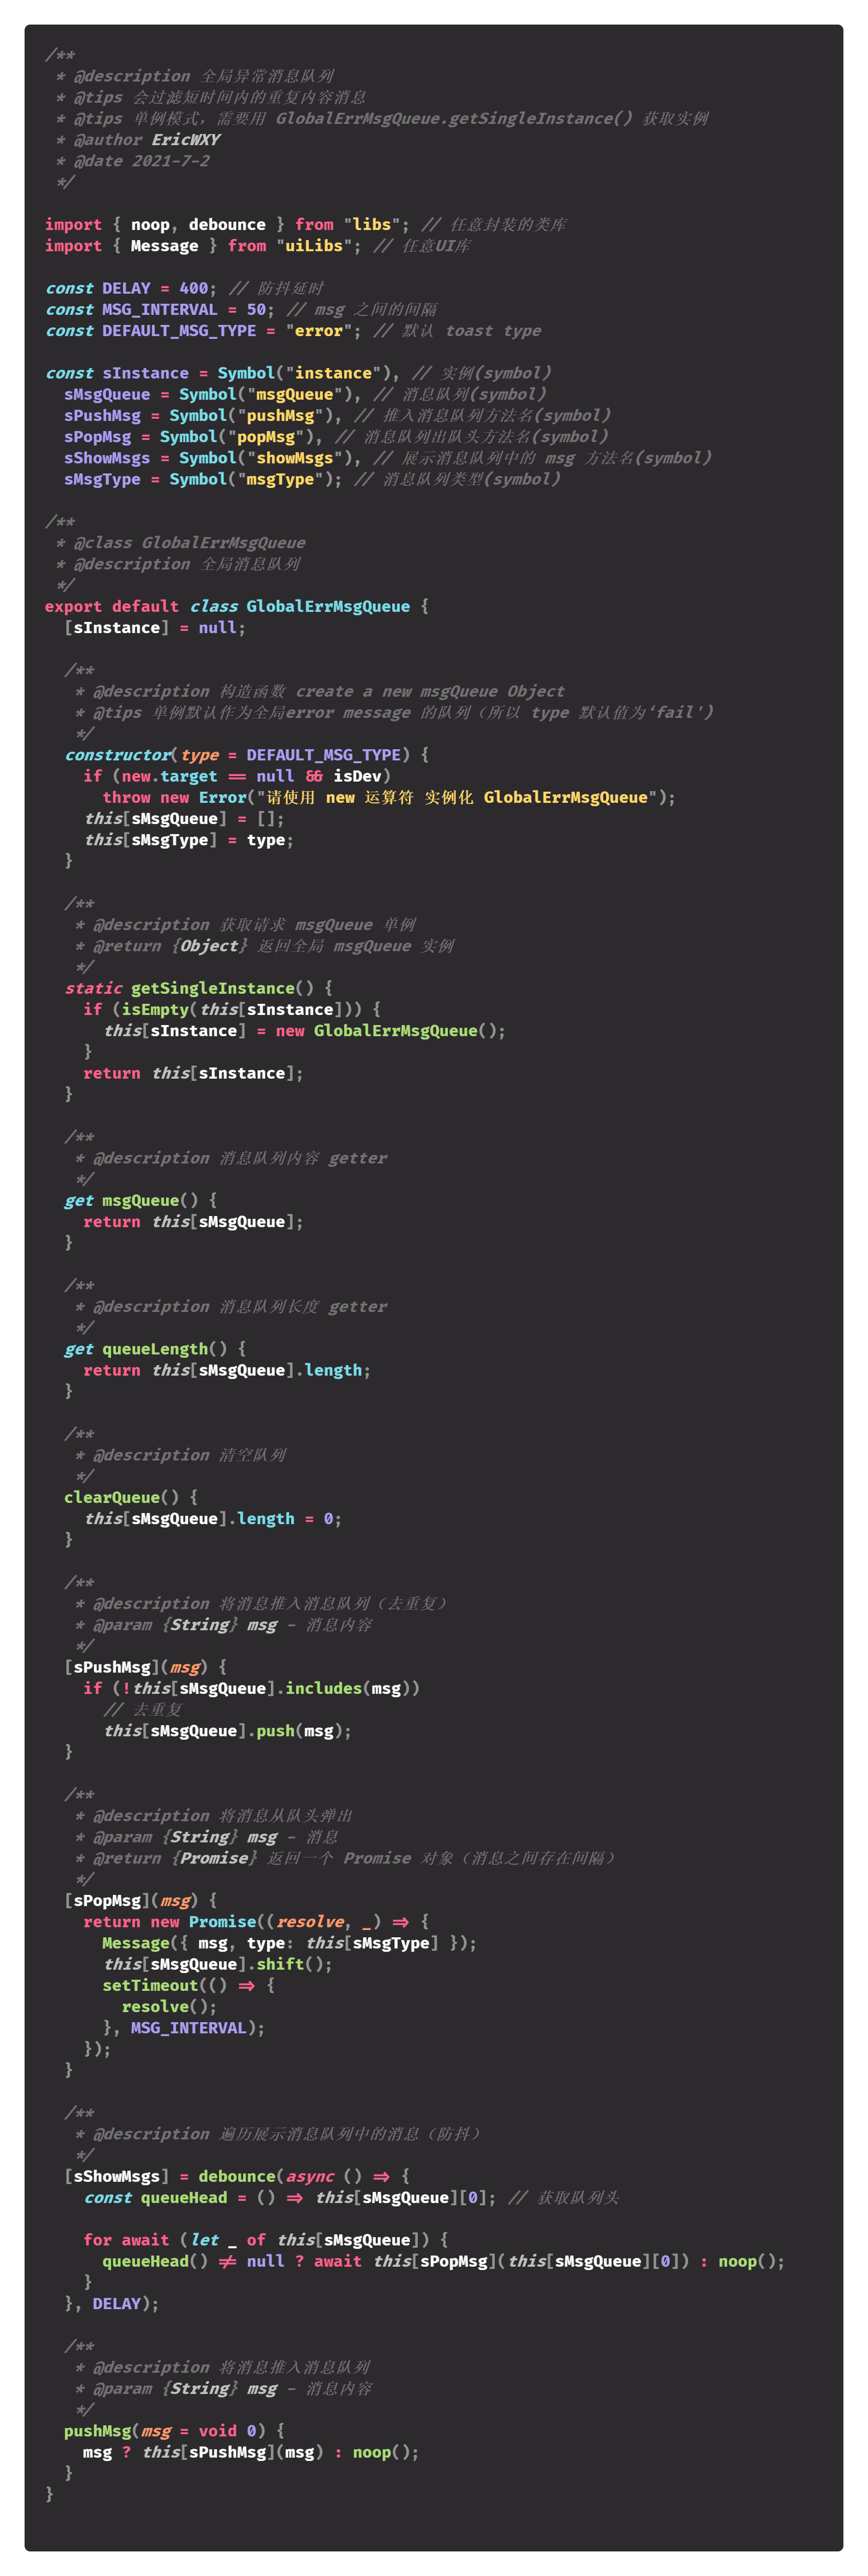 /**
 * @description 全局异常消息队列
 * @tips 会过滤短时间内的重复内容消息
 * @tips 单例模式，需要用 GlobalErrMsgQueue.getSingleInstance() 获取实例
 * @author EricWXY
 * @date 2021-7-2
 */

import { noop, debounce } from "libs"; // 任意封装的类库
import { Message } from "uiLibs"; // 任意UI库

const DELAY = 400; // 防抖延时
const MSG_INTERVAL = 50; // msg 之间的间隔
const DEFAULT_MSG_TYPE = "error"; // 默认 toast type

const sInstance = Symbol("instance"), // 实例(symbol)
  sMsgQueue = Symbol("msgQueue"), // 消息队列(symbol)
  sPushMsg = Symbol("pushMsg"), // 推入消息队列方法名(symbol)
  sPopMsg = Symbol("popMsg"), // 消息队列出队头方法名(symbol)
  sShowMsgs = Symbol("showMsgs"), // 展示消息队列中的 msg 方法名(symbol)
  sMsgType = Symbol("msgType"); // 消息队列类型(symbol)

/**
 * @class GlobalErrMsgQueue
 * @description 全局消息队列
 */
export default class GlobalErrMsgQueue {
  [sInstance] = null;

  /**
   * @description 构造函数 create a new msgQueue Object
   * @tips 单例默认作为全局error message 的队列（所以 type 默认值为‘fail')
   */
  constructor(type = DEFAULT_MSG_TYPE) {
    if (new.target == null && isDev)
      throw new Error("请使用 new 运算符 实例化 GlobalErrMsgQueue");
    this[sMsgQueue] = [];
    this[sMsgType] = type;
  }

  /**
   * @description 获取请求 msgQueue 单例
   * @return {Object} 返回全局 msgQueue 实例
   */
  static getSingleInstance() {
    if (isEmpty(this[sInstance])) {
      this[sInstance] = new GlobalErrMsgQueue();
    }
    return this[sInstance];
  }

  /**
   * @description 消息队列内容 getter
   */
  get msgQueue() {
    return this[sMsgQueue];
  }

  /**
   * @description 消息队列长度 getter
   */
  get queueLength() {
    return this[sMsgQueue].length;
  }

  /**
   * @description 清空队列
   */
  clearQueue() {
    this[sMsgQueue].length = 0;
  }

  /**
   * @description 将消息推入消息队列（去重复）
   * @param {String} msg - 消息内容
   */
  [sPushMsg](msg) {
    if (!this[sMsgQueue].includes(msg))
      // 去重复
      this[sMsgQueue].push(msg);
  }

  /**
   * @description 将消息从队头弹出
   * @param {String} msg - 消息
   * @return {Promise} 返回一个 Promise 对象（消息之间存在间隔）
   */
  [sPopMsg](msg) {
    return new Promise((resolve, _) => {
      Message({ msg, type: this[sMsgType] });
      this[sMsgQueue].shift();
      setTimeout(() => {
        resolve();
      }, MSG_INTERVAL);
    });
  }

  /**
   * @description 遍历展示消息队列中的消息（防抖）
   */
  [sShowMsgs] = debounce(async () => {
    const queueHead = () => this[sMsgQueue][0]; // 获取队列头

    for await (let _ of this[sMsgQueue]) {
      queueHead() != null ? await this[sPopMsg](this[sMsgQueue][0]) : noop();
    }
  }, DELAY);

  /**
   * @description 将消息推入消息队列
   * @param {String} msg - 消息内容
   */
  pushMsg(msg = void 0) {
    msg ? this[sPushMsg](msg) : noop();
  }
}